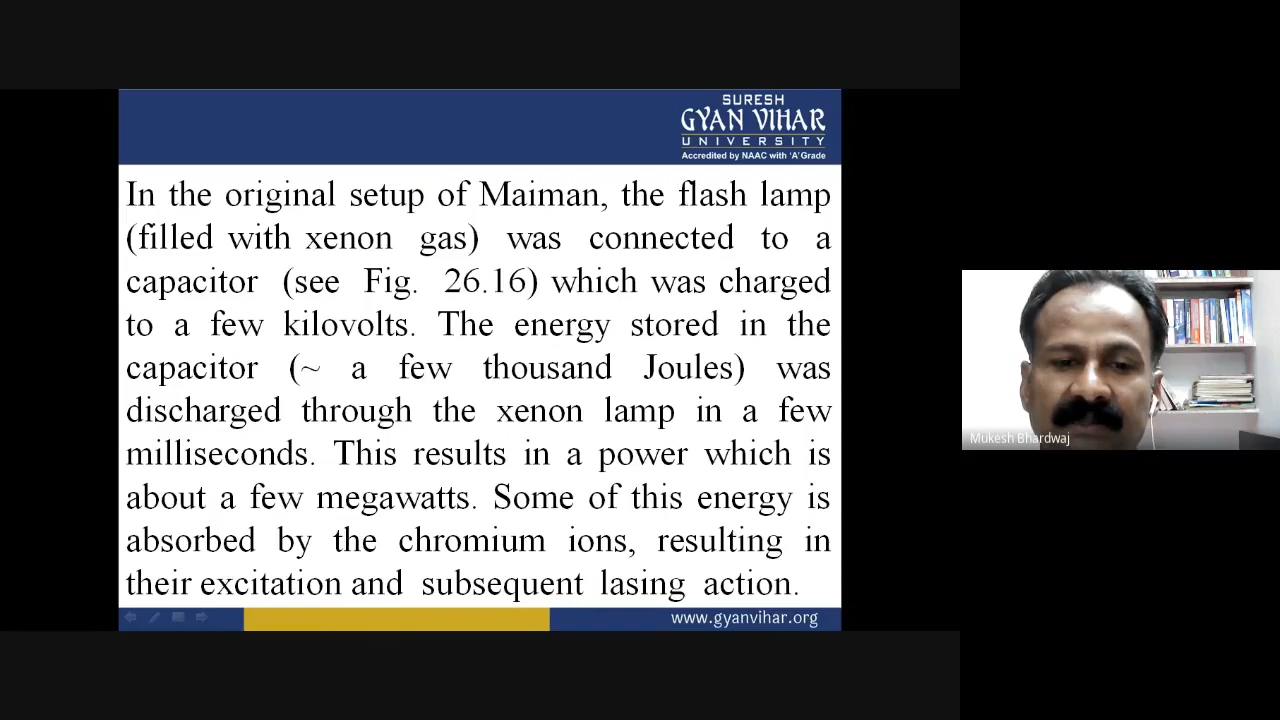 SURESH
GYAN VIHAR
UNIVERSITY
Accredited by NAAC with 'A' Grade
In the original setup of Maiman, the flash lamp
(filled with xenon gas) was connected to a
capacitor (see Fig. 26.16) which was charged
to a few kilovolts. The energy stored in the
capacitor (~ a few thousand Joules) was
discharged through the xenon lamp in a few
milliseconds. This results in a power which is
about a few megawatts. Some of this energy is
absorbed by the chromium ions, resulting in
their excitation and subsequent lasing action.
www.gyanvihar.org
Mukesh Bhardwaj